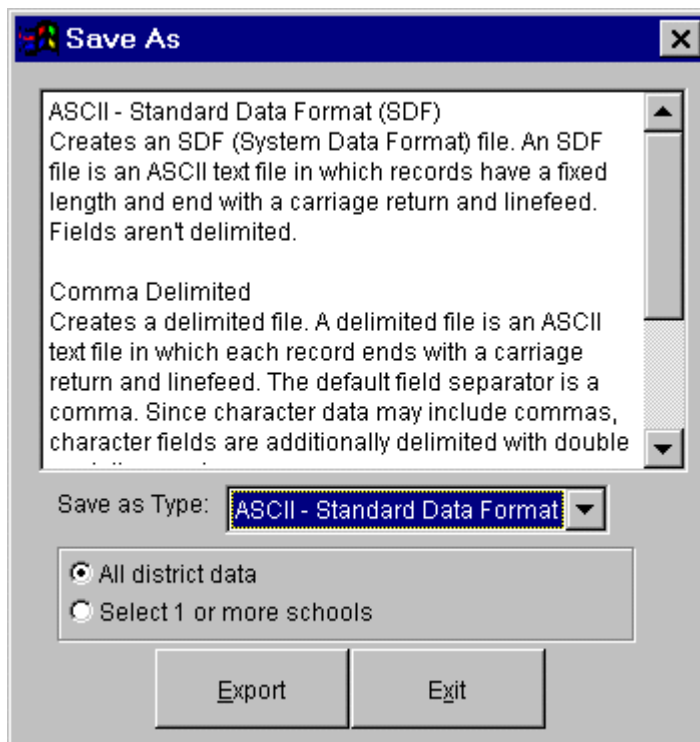 Save As
ASCII - Standard Data Format (SDF)
Creates an SDF (System Data Format) file. An SDF
file is an ASCII text file in which records have a fixed
length and end with a carriage return and linefeed.
Fields aren't delimited.
Comma Delimited
Creates a delimited file. A delimited file is an ASCII
text file in which each record ends with a carriage
return and linefeed. The default field separator is a
comma. Since character data may include commas,
character fields are additionally delimited with double
Save as Type:
ASCII - Standard Data Format
All district data
Select 1 or more schools
Export
Exit